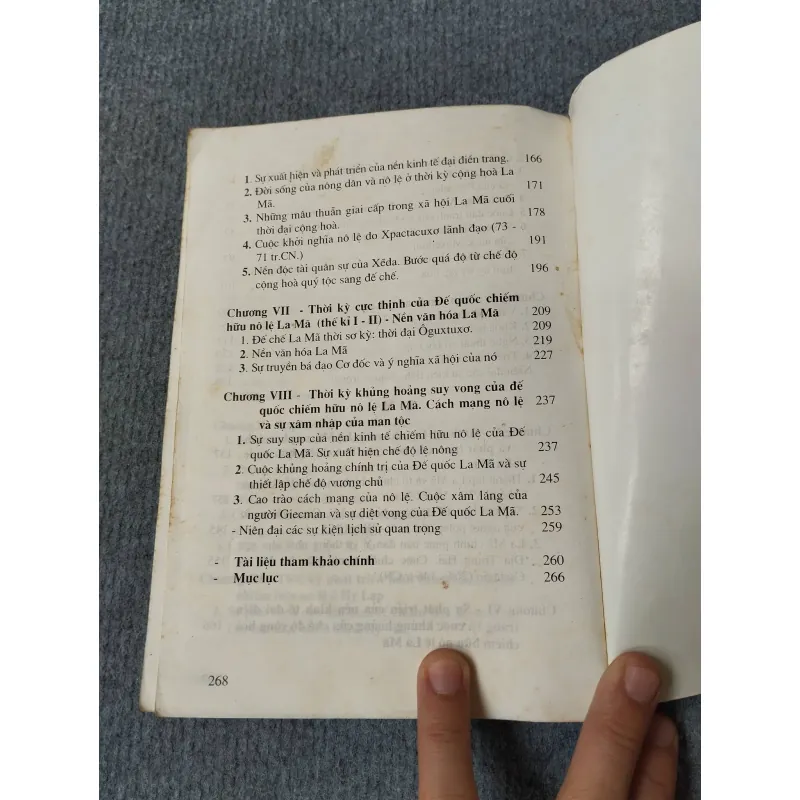 1. Sự xuất hiện và phát triển của nền kinh tế đại điền trang. 166
2. Đời sống của nông dân và nô lệ ở thời kỳ cộng hoà La
Mã. 171
3. Những mâu thuẫn giai cấp trong xã hội La Mã cuối
thời đại cộng hoà. 178
4. Cuộc khởi nghĩa nô lệ do Xpactacuxơ lãnh đạo (73 -
71 tr.CN.) 191
5. Nền độc tài quân sự của Xêda. Bước quá độ từ chế độ
cộng hoà quý tộc sang đế chế. 196
Chương VII - Thời kỳ cực thịnh của Đế quốc chiếm
hữu nô lệ La Mã (thế kỉ I - II) - Nền văn hóa La Mã 209
1. Đế chế La Mã thời sơ kỳ: thời đại Ôguxtuxơ. 209
2. Nền văn hóa La Mã 219
3. Sự truyền bá đạo Cơ đốc và ý nghĩa xã hội của nó 227
Chương VIII - Thời kỳ khủng hoảng suy vong của đế
quốc chiếm hữu nô lệ La Mã. Cách mạng nô lệ 237
và sự xâm nhập của man tộc
1. Sự suy sụp của nền kinh tế chiếm hữu nô lệ của Đế
quốc La Mã. Sự xuất hiện chế độ lệ nông 237
2. Cuộc khủng hoảng chính trị của Đế quốc La Mã và sự
thiết lập chế độ vương chủ 245
3. Cao trào cách mạng của nô lệ. Cuộc xâm lăng của
người Giecman và sự diệt vong của Đế quốc La Mã. 253
- Niên đại các sự kiện lịch sử quan trọng 259
- Tài liệu tham khảo chính 260
- Mục lục 266
268